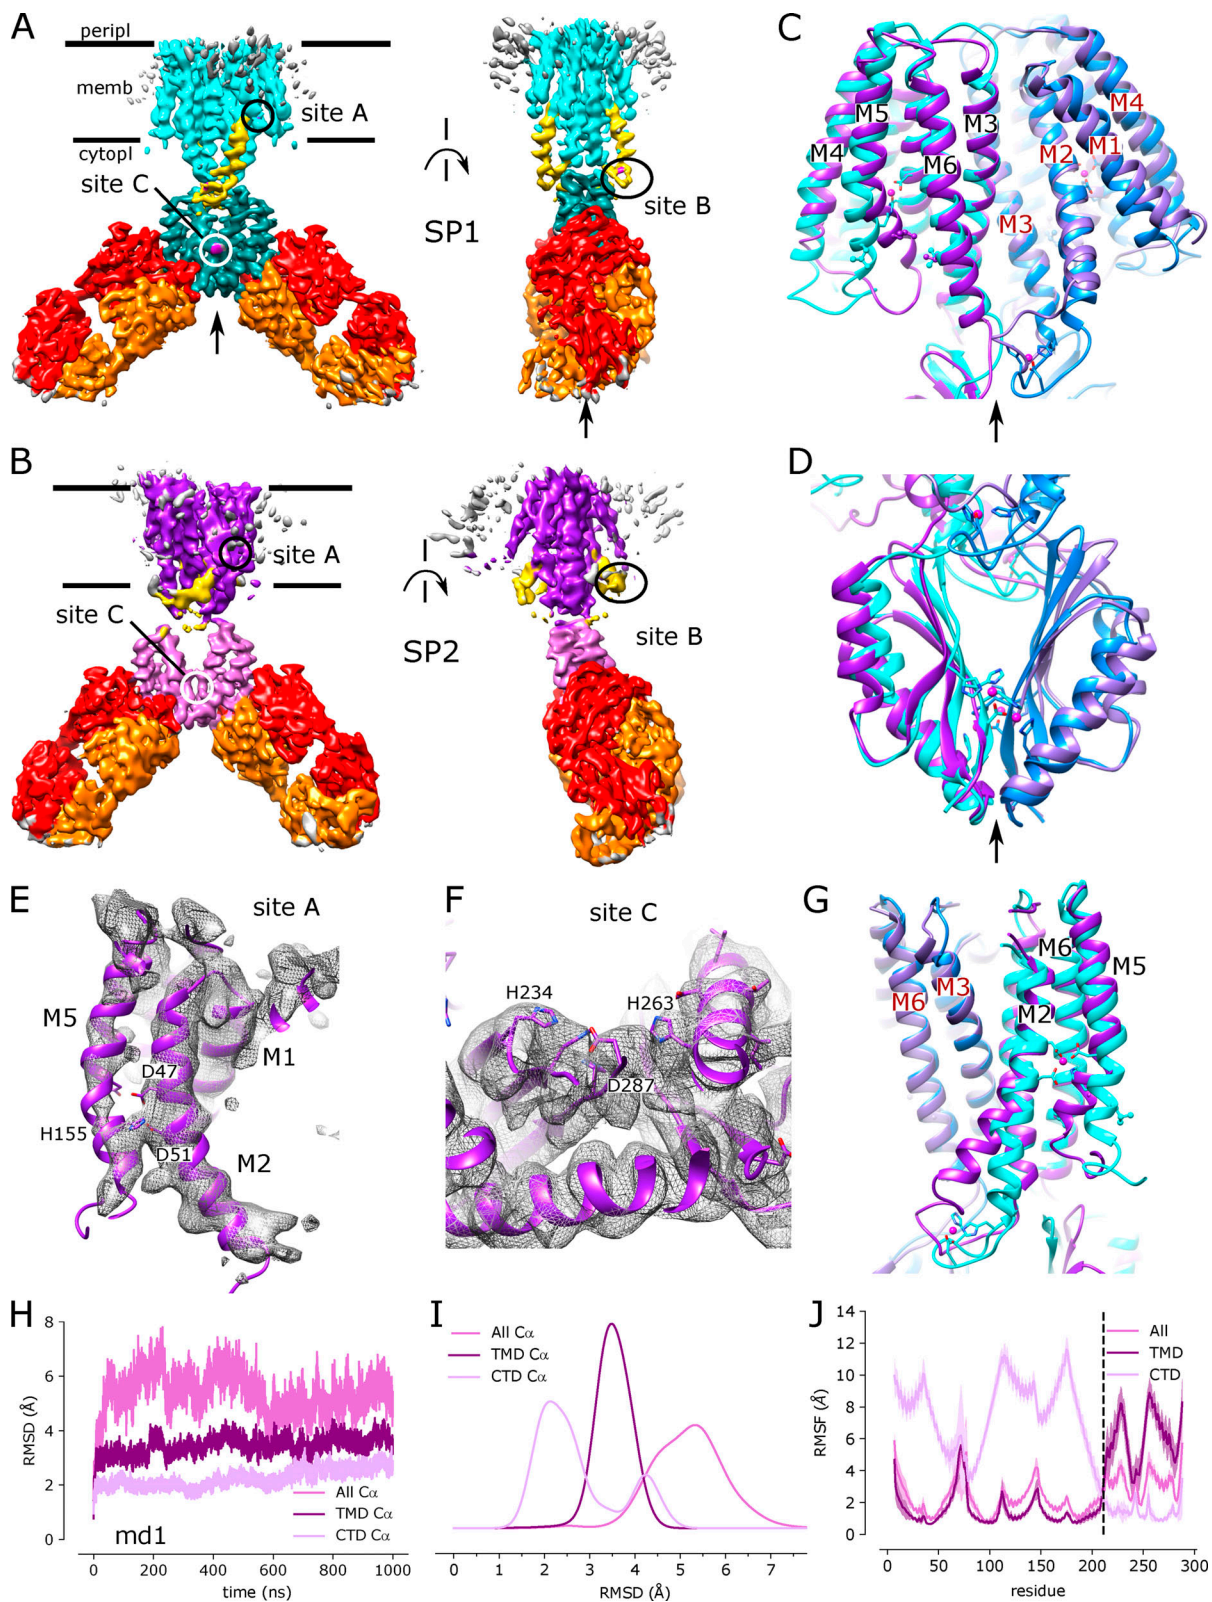 A
peripl
memb
cytopl
site A
site C
SP1
site B
C
M5
M4
M3
M6
M4
M1
M2
M3
B
site A
site C
SP2
site B
D
E
site A
M5
M1
D47
H155
D51
M2
F
site C
H234
H263
D287
G
M6
M3
M6
M5
M2
H
8
6
4
2
0
RMSD (Å)
All Cα
TMD Cα
CTD Cα
md1
0 200 400 600 800 1000
time (ns)
I
All Cα
TMD Cα
CTD Cα
0 1 2 3 4 5 6 7
RMSD (Å)
J
14
12
10
8
6
4
2
0
RMSF (Å)
All
TMD
CTD
0 50 100 150 200 250 300
residue